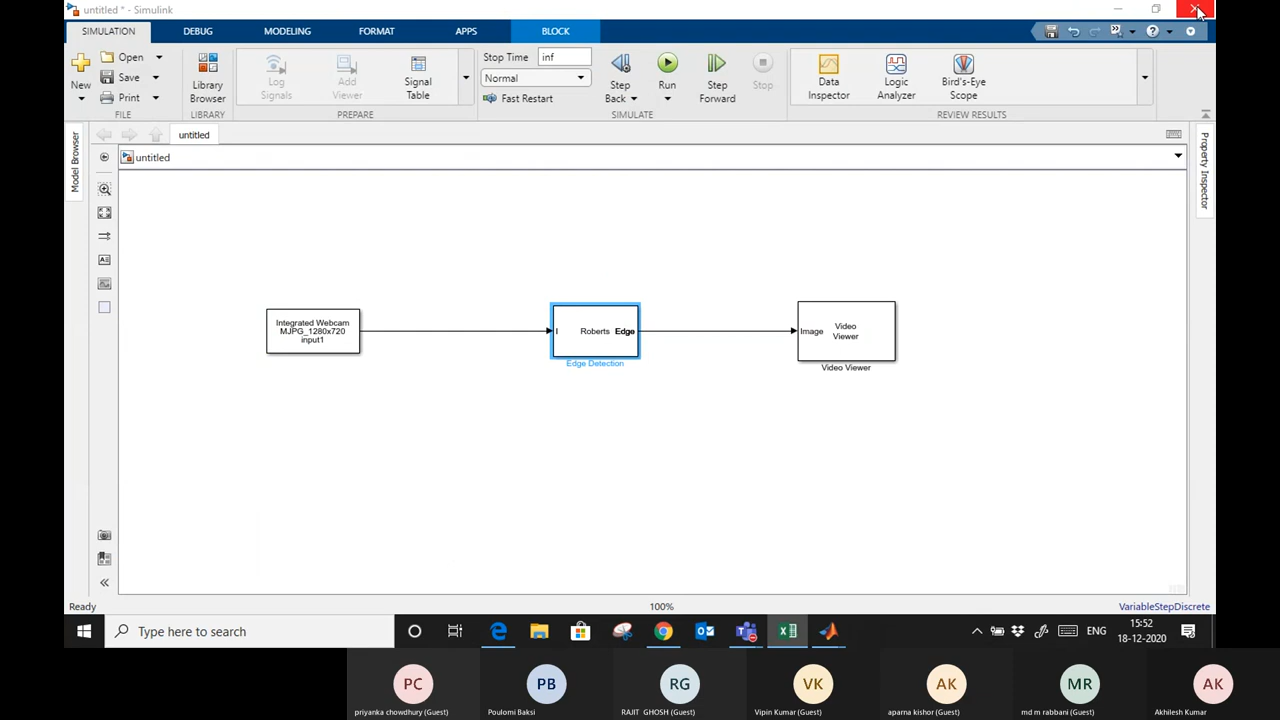 untitled * - Simulink
SIMULATION DEBUG MODELING FORMAT APPS BLOCK
New
Open
Save
Print
FILE
Library
Browser
LIBRARY
Log
Signals
Add
Viewer
Signal
Table
PREPARE
Stop Time inf
Normal
Fast Restart
Step
Back
Run
Step
Forward
Stop
SIMULATE
Data
Inspector
Logic
Analyzer
Bird's-Eye
Scope
REVIEW RESULTS
Model Browser
untitled
untitled
Property Inspector
Integrated Webcam
MJPG_1280x720
input1
I Roberts Edge
Edge Detection
Image
Video
Viewer
Video Viewer
Ready 100% VariableStepDiscrete
Type here to search
ENG
15:52
18-12-2020
PC
priyanka chowdhury (Guest)
PB
Poulomi Baksi
RG
RAJIT GHOSH (Guest)
VK
Vipin Kumar (Guest)
AK
aparna kishor (Guest)
MR
md m rabbani (Guest)
AK
Akhilesh Kumar